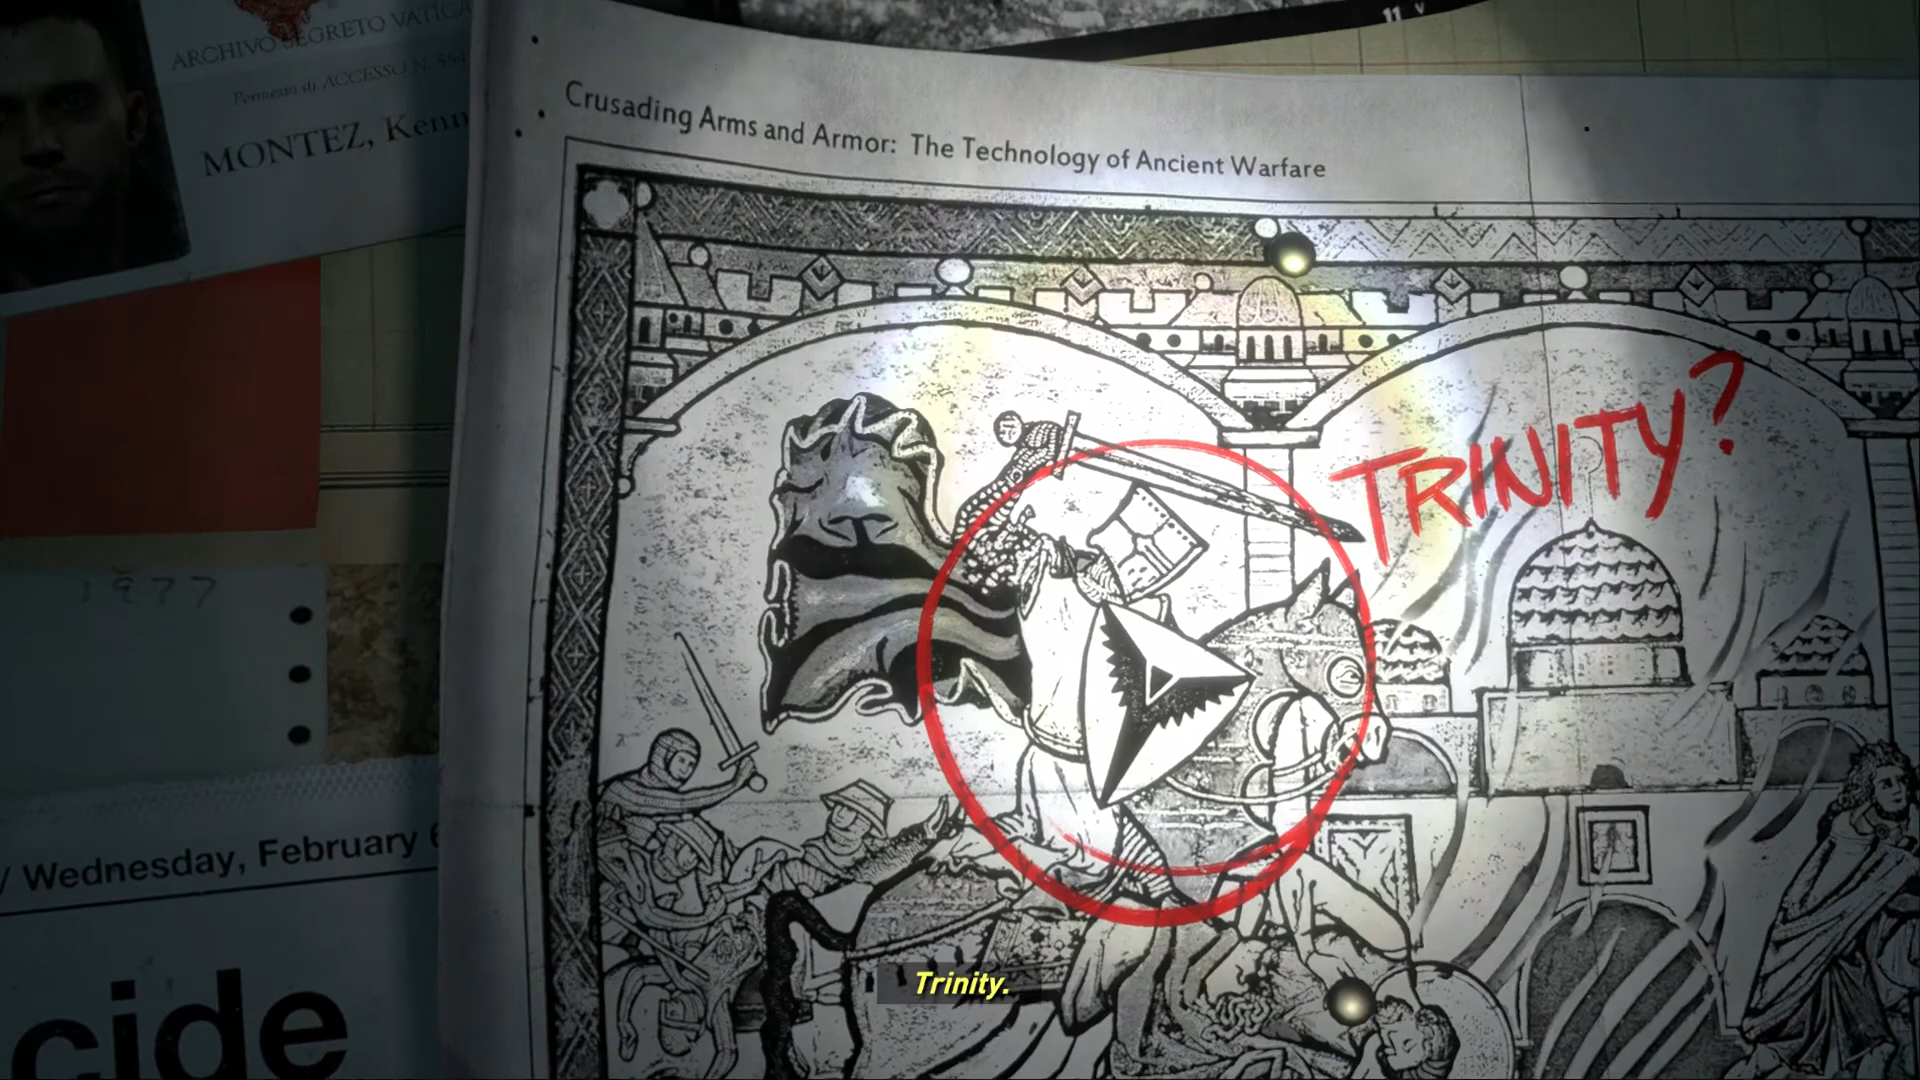 ARCHIVO SEGRETO VATICA
Permesso di ACCESSO N. 554
MONTEZ, Kenn
Crusading Arms and Armor: The Technology of Ancient Warfare
TRINITY?
1977
/ Wednesday, February 6
cide
Trinity.